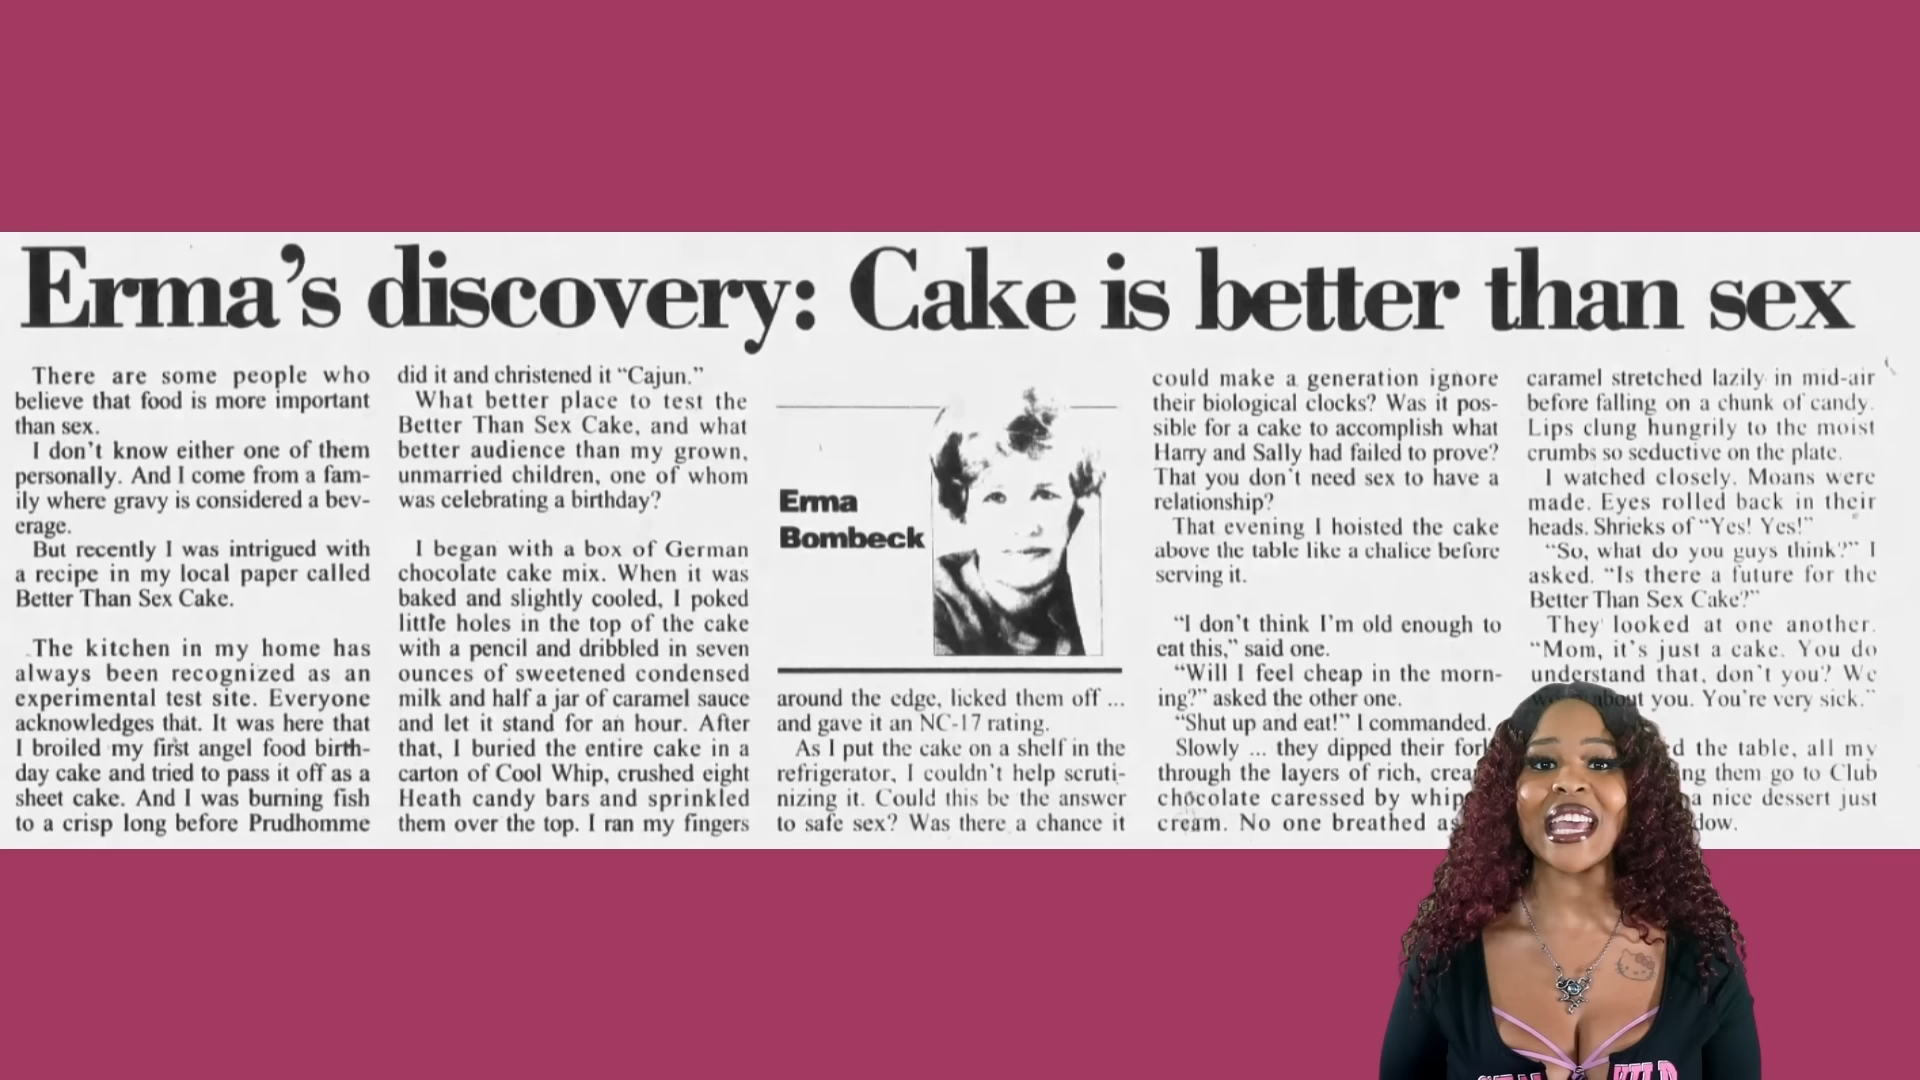 Erma's discovery: Cake is better than sex
There are some people who
believe that food is more important
than sex.
I don't know either one of them
personally. And I come from a fam-
ily where gravy is considered a bev-
erage.
But recently I was intrigued with
a recipe in my local paper called
Better Than Sex Cake.
The kitchen in my home has
always been recognized as an
experimental test site. Everyone
acknowledges that. It was here that
I broiled my first angel food birth-
day cake and tried to pass it off as a
sheet cake. And I was burning fish
to a crisp long before Prudhomme
did it and christened it “Cajun.”
What better place to test the
Better Than Sex Cake, and what
better audience than my grown,
unmarried children, one of whom
was celebrating a birthday?
I began with a box of German
chocolate cake mix. When it was
baked and slightly cooled, I poked
little holes in the top of the cake
with a pencil and dribbled in seven
ounces of sweetened condensed
milk and half a jar of caramel sauce
and let it stand for an hour. After
that, I buried the entire cake in a
carton of Cool Whip, crushed eight
Heath candy bars and sprinkled
them over the top. I ran my fingers
Erma
Bombeck
around the edge, licked them off ...
and gave it an NC-17 rating.
As I put the cake on a shelf in the
refrigerator, I couldn't help scruti-
nizing it. Could this be the answer
to safe sex? Was there a chance it
could make a generation ignore
their biological clocks? Was it pos-
sible for a cake to accomplish what
Harry and Sally had failed to prove?
That you don't need sex to have a
relationship?
That evening I hoisted the cake
above the table like a chalice before
serving it.
“I don't think I'm old enough to
eat this,” said one.
“Will I feel cheap in the morn-
ing?” asked the other one.
“Shut up and eat!” I commanded.
Slowly ... they dipped their
through the layers of rich,
chocolate caressed by
cream. No one breathed
caramel stretched lazily in mid-air
before falling on a chunk of candy.
Lips clung hungrily to the moist
crumbs so seductive on the plate.
I watched closely. Moans were
made. Eyes rolled back in their
heads. Shrieks of “Yes! Yes!”
“So, what do you guys think?” I
asked. “Is there a future for the
Better Than Sex Cake?”
They looked at one another.
“Mom, it's just a cake. You do
understand that, don't you? We
about you. You're very sick.”
the table, all my
them go to Club
a nice dessert just
WILD